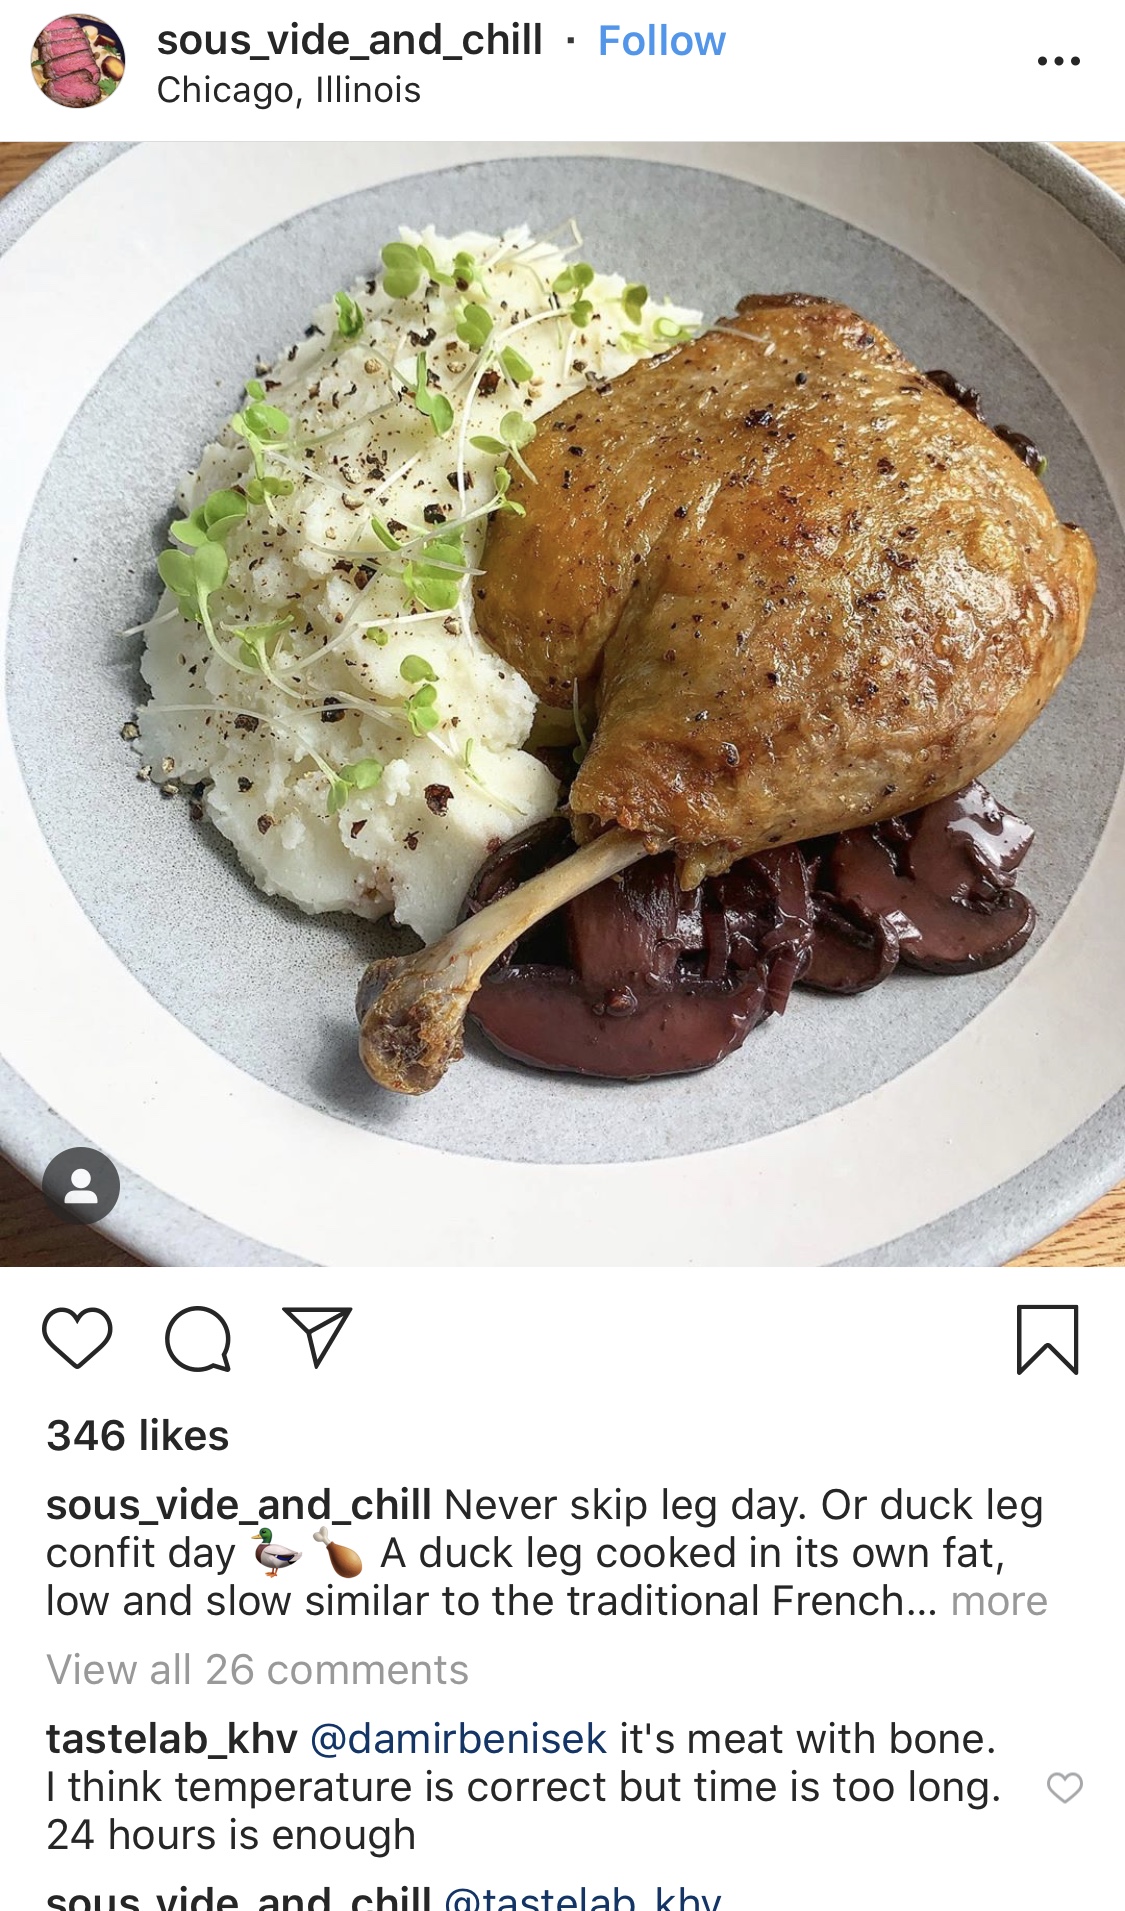 sous_vide_and_chill · Follow
Chicago, Illinois
346 likes
sous_vide_and_chill Never skip leg day. Or duck leg
confit day 🦆🍗 A duck leg cooked in its own fat,
low and slow similar to the traditional French... more
View all 26 comments
tastelab_khv @damirbenisek it's meat with bone.
I think temperature is correct but time is too long.
24 hours is enough
sous_vide_and_chill @tastelab_khv